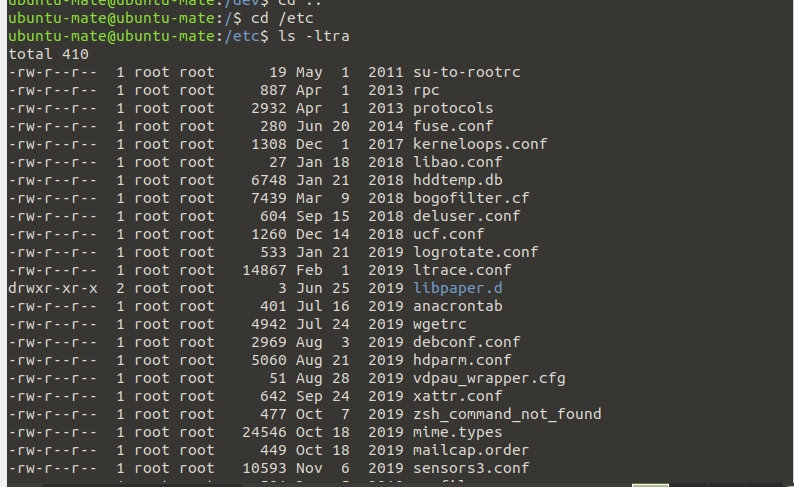 ubuntu-mate@ubuntu-mate:/dev$ cd ..
ubuntu-mate@ubuntu-mate:/$ cd /etc
ubuntu-mate@ubuntu-mate:/etc$ ls -ltra
total 410
-rw-r--r--  1 root root      19 May  1  2011 su-to-rootrc
-rw-r--r--  1 root root     887 Apr  1  2013 rpc
-rw-r--r--  1 root root    2932 Apr  1  2013 protocols
-rw-r--r--  1 root root     280 Jun 20  2014 fuse.conf
-rw-r--r--  1 root root    1308 Dec  1  2017 kerneloops.conf
-rw-r--r--  1 root root      27 Jan 18  2018 libao.conf
-rw-r--r--  1 root root    6748 Jan 21  2018 hddtemp.db
-rw-r--r--  1 root root    7439 Mar  9  2018 bogofilter.cf
-rw-r--r--  1 root root     604 Sep 15  2018 deluser.conf
-rw-r--r--  1 root root    1260 Dec 14  2018 ucf.conf
-rw-r--r--  1 root root     533 Jan 21  2019 logrotate.conf
-rw-r--r--  1 root root   14867 Feb  1  2019 ltrace.conf
drwxr-xr-x  2 root root       3 Jun 25  2019 libpaper.d
-rw-r--r--  1 root root     401 Jul 16  2019 anacrontab
-rw-r--r--  1 root root    4942 Jul 24  2019 wgetrc
-rw-r--r--  1 root root    2969 Aug  3  2019 debconf.conf
-rw-r--r--  1 root root    5060 Aug 21  2019 hdparm.conf
-rw-r--r--  1 root root      51 Aug 28  2019 vdpau_wrapper.cfg
-rw-r--r--  1 root root     642 Sep 24  2019 xattr.conf
-rw-r--r--  1 root root     477 Oct  7  2019 zsh_command_not_found
-rw-r--r--  1 root root   24546 Oct 18  2019 mime.types
-rw-r--r--  1 root root     449 Oct 18  2019 mailcap.order
-rw-r--r--  1 root root   10593 Nov  6  2019 sensors3.conf